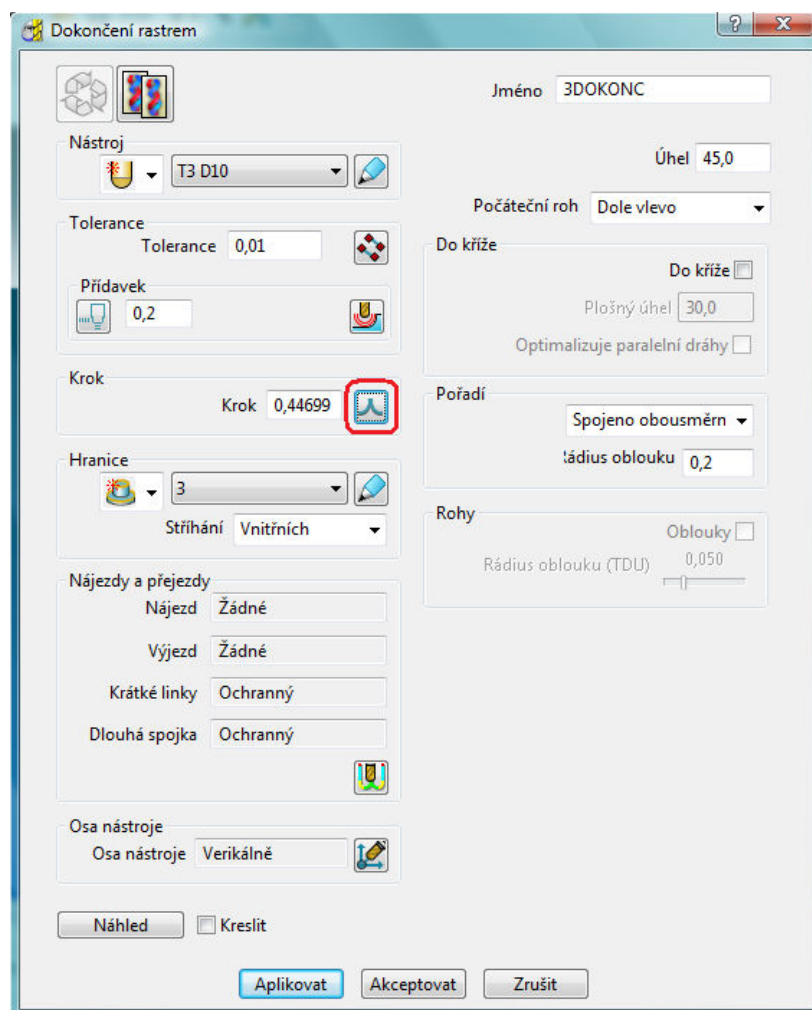 Dokončení rastrem
Jméno 3DOKONC
Nástroj
T3 D10
Úhel 45,0
Počáteční roh Dole vlevo
Tolerance
Tolerance 0,01
Přídavek
0,2
Do kříže
Do kříže
Plošný úhel 30,0
Optimalizuje paralelní dráhy
Krok
Krok 0,44699
Pořadí
Spojeno obousměrn
ádius oblouku 0,2
Hranice
3
Stříhání Vnitřních
Rohy
Oblouky
Rádius oblouku (TDU) 0,050
Nájezdy a přejezdy
Nájezd Žádné
Výjezd Žádné
Krátké linky Ochranný
Dlouhá spojka Ochranný
Osa nástroje
Osa nástroje Verikálně
Náhled Kreslit
Aplikovat Akceptovat Zrušit